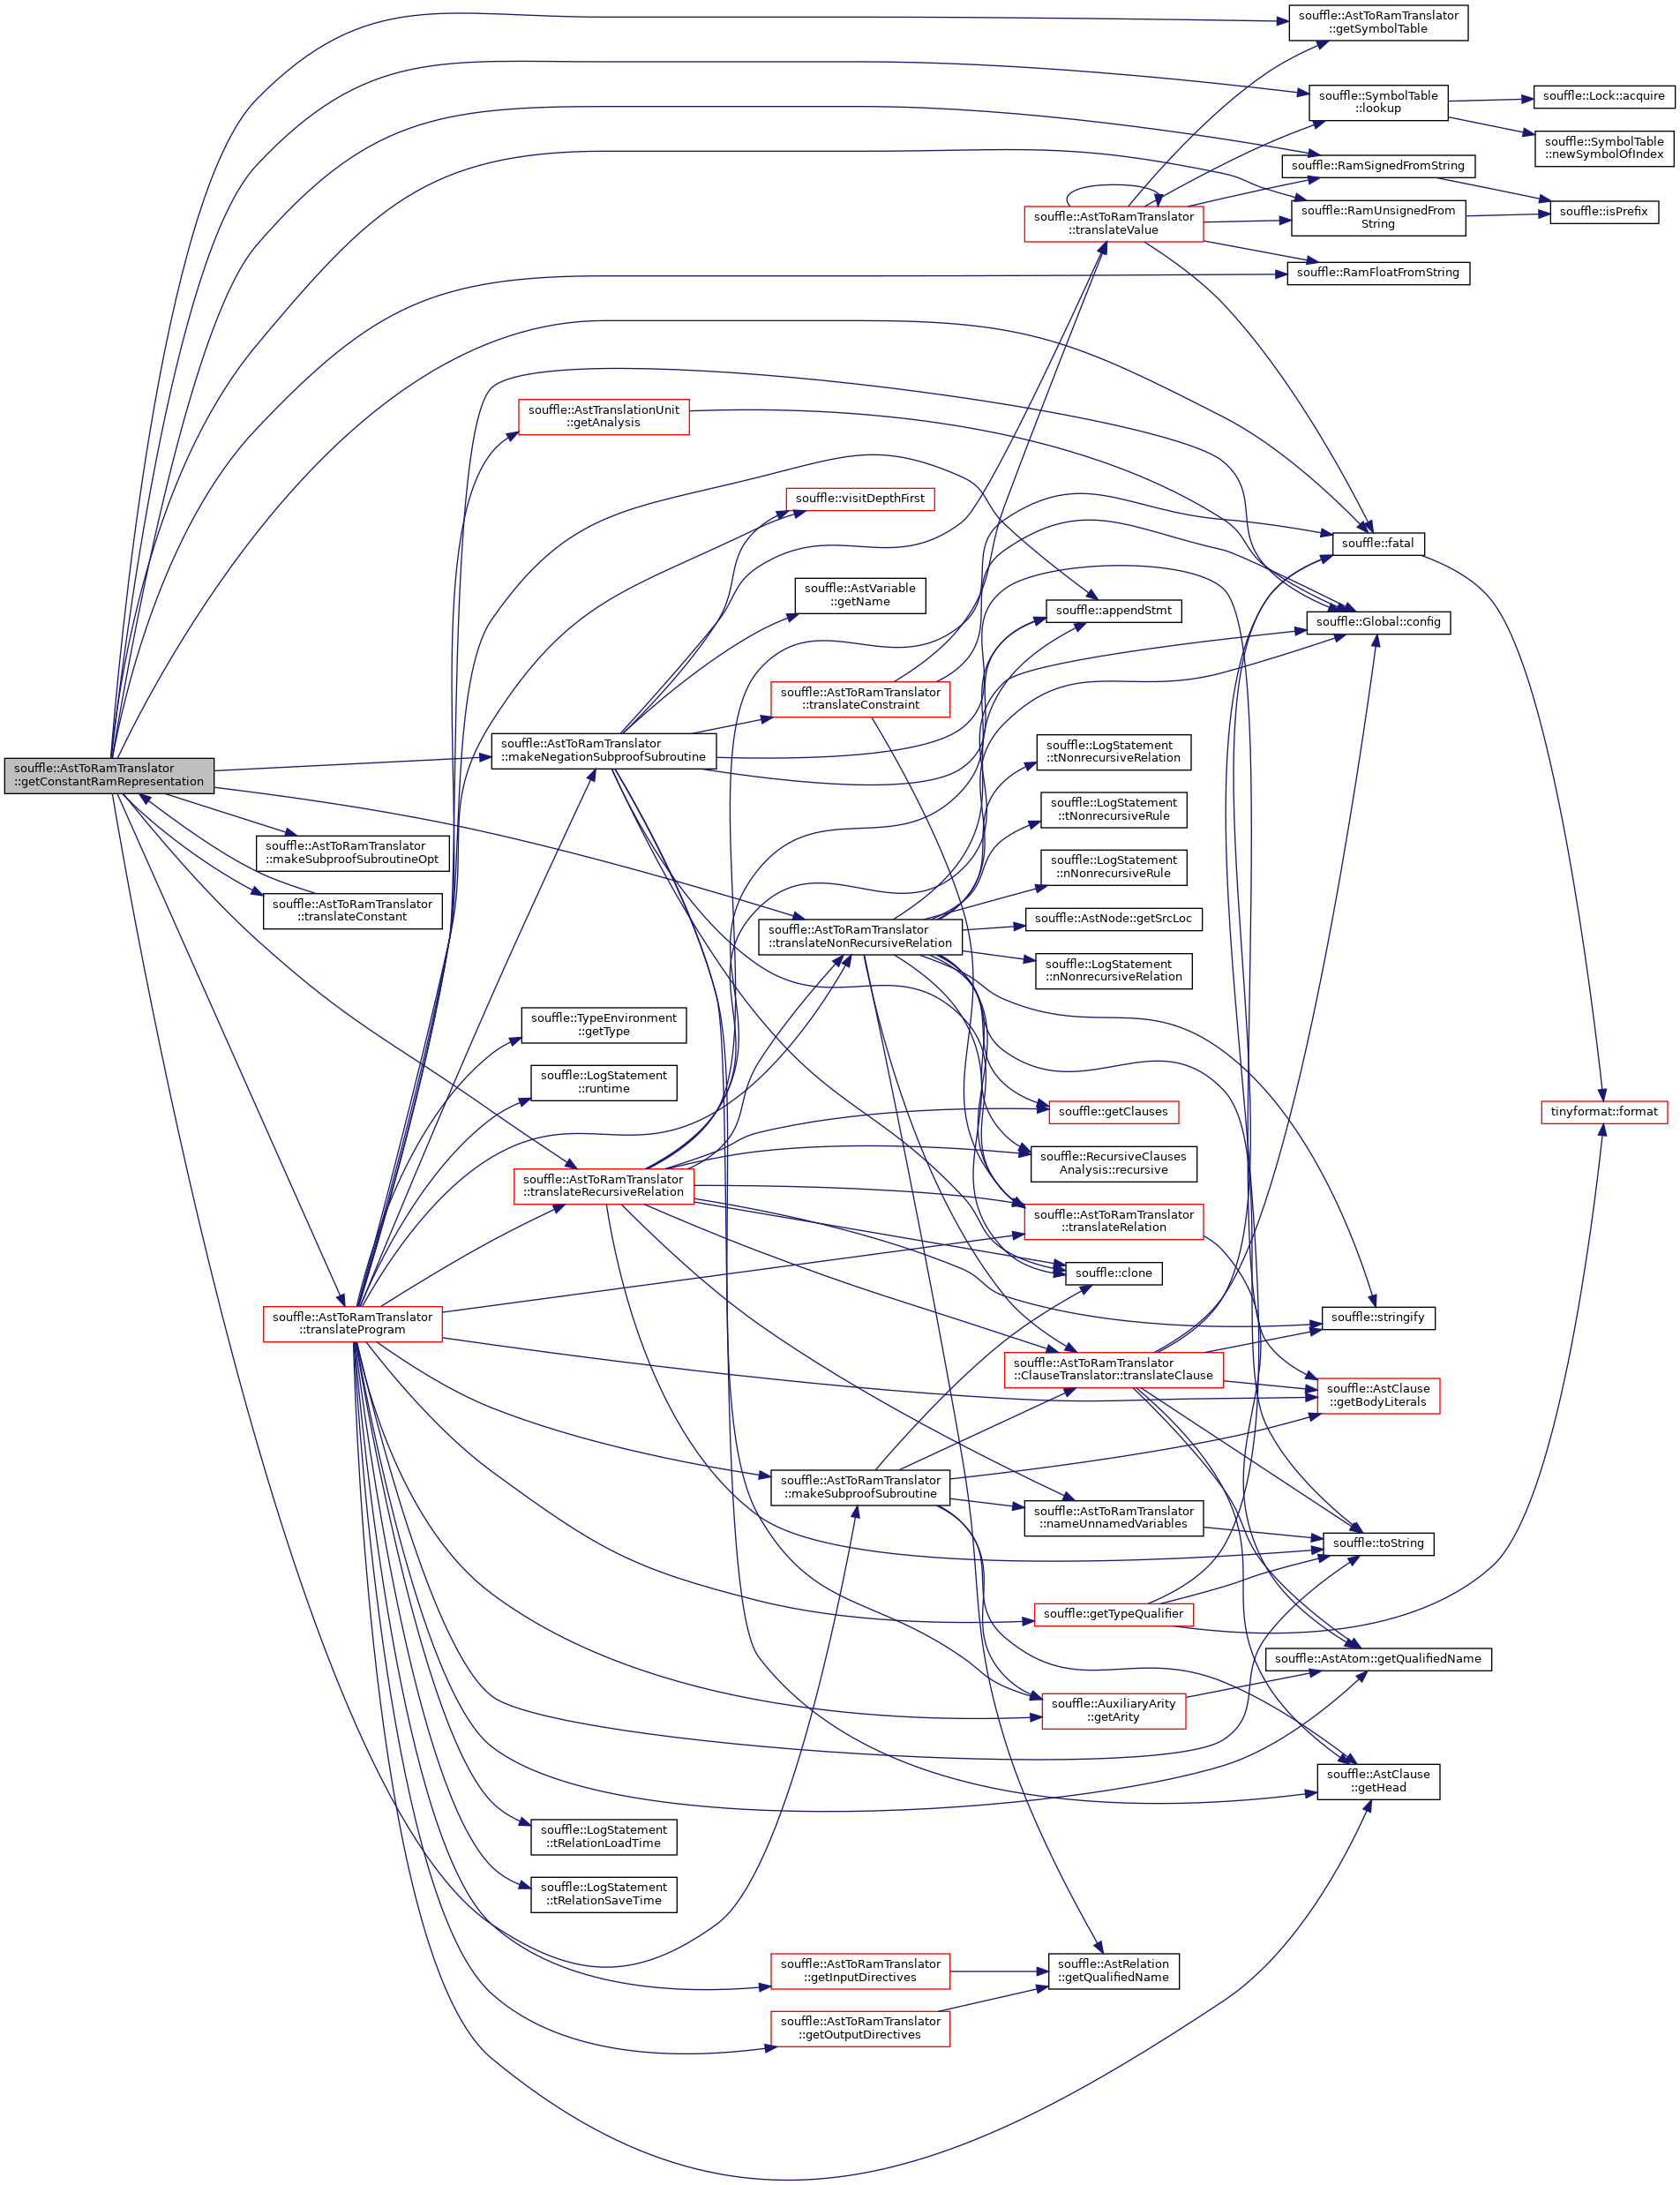 souffle::AstToRamTranslator
::getSymbolTable
souffle::SymbolTable
::lookup
souffle::Lock::acquire
souffle::SymbolTable
::newSymbolOfIndex
souffle::RamSignedFromString
souffle::RamUnsignedFrom
String
souffle::isPrefix
souffle::AstToRamTranslator
::translateValue
souffle::RamFloatFromString
souffle::AstTranslationUnit
::getAnalysis
souffle::visitDepthFirst
souffle::fatal
souffle::AstVariable
::getName
souffle::appendStmt
souffle::Global::config
souffle::AstToRamTranslator
::translateConstraint
souffle::AstToRamTranslator
::makeNegationSubproofSubroutine
souffle::LogStatement
::tNonrecursiveRelation
souffle::AstToRamTranslator
::getConstantRamRepresentation
souffle::LogStatement
::tNonrecursiveRule
souffle::AstToRamTranslator
::makeSubproofSubroutineOpt
souffle::LogStatement
::nNonrecursiveRule
souffle::AstToRamTranslator
::translateConstant
souffle::AstNode::getSrcLoc
souffle::AstToRamTranslator
::translateNonRecursiveRelation
souffle::LogStatement
::nNonrecursiveRelation
souffle::TypeEnvironment
::getType
souffle::LogStatement
::runtime
souffle::getClauses
tinyformat::format
souffle::RecursiveClauses
Analysis::recursive
souffle::AstToRamTranslator
::translateRecursiveRelation
souffle::AstToRamTranslator
::translateRelation
souffle::clone
souffle::AstToRamTranslator
::translateProgram
souffle::stringify
souffle::AstToRamTranslator
::ClauseTranslator::translateClause
souffle::AstClause
::getBodyLiterals
souffle::AstToRamTranslator
::makeSubproofSubroutine
souffle::AstToRamTranslator
::nameUnnamedVariables
souffle::toString
souffle::getTypeQualifier
souffle::AstAtom::getQualifiedName
souffle::AuxiliaryArity
::getArity
souffle::AstClause
::getHead
souffle::LogStatement
::tRelationLoadTime
souffle::LogStatement
::tRelationSaveTime
souffle::AstToRamTranslator
::getInputDirectives
souffle::AstRelation
::getQualifiedName
souffle::AstToRamTranslator
::getOutputDirectives